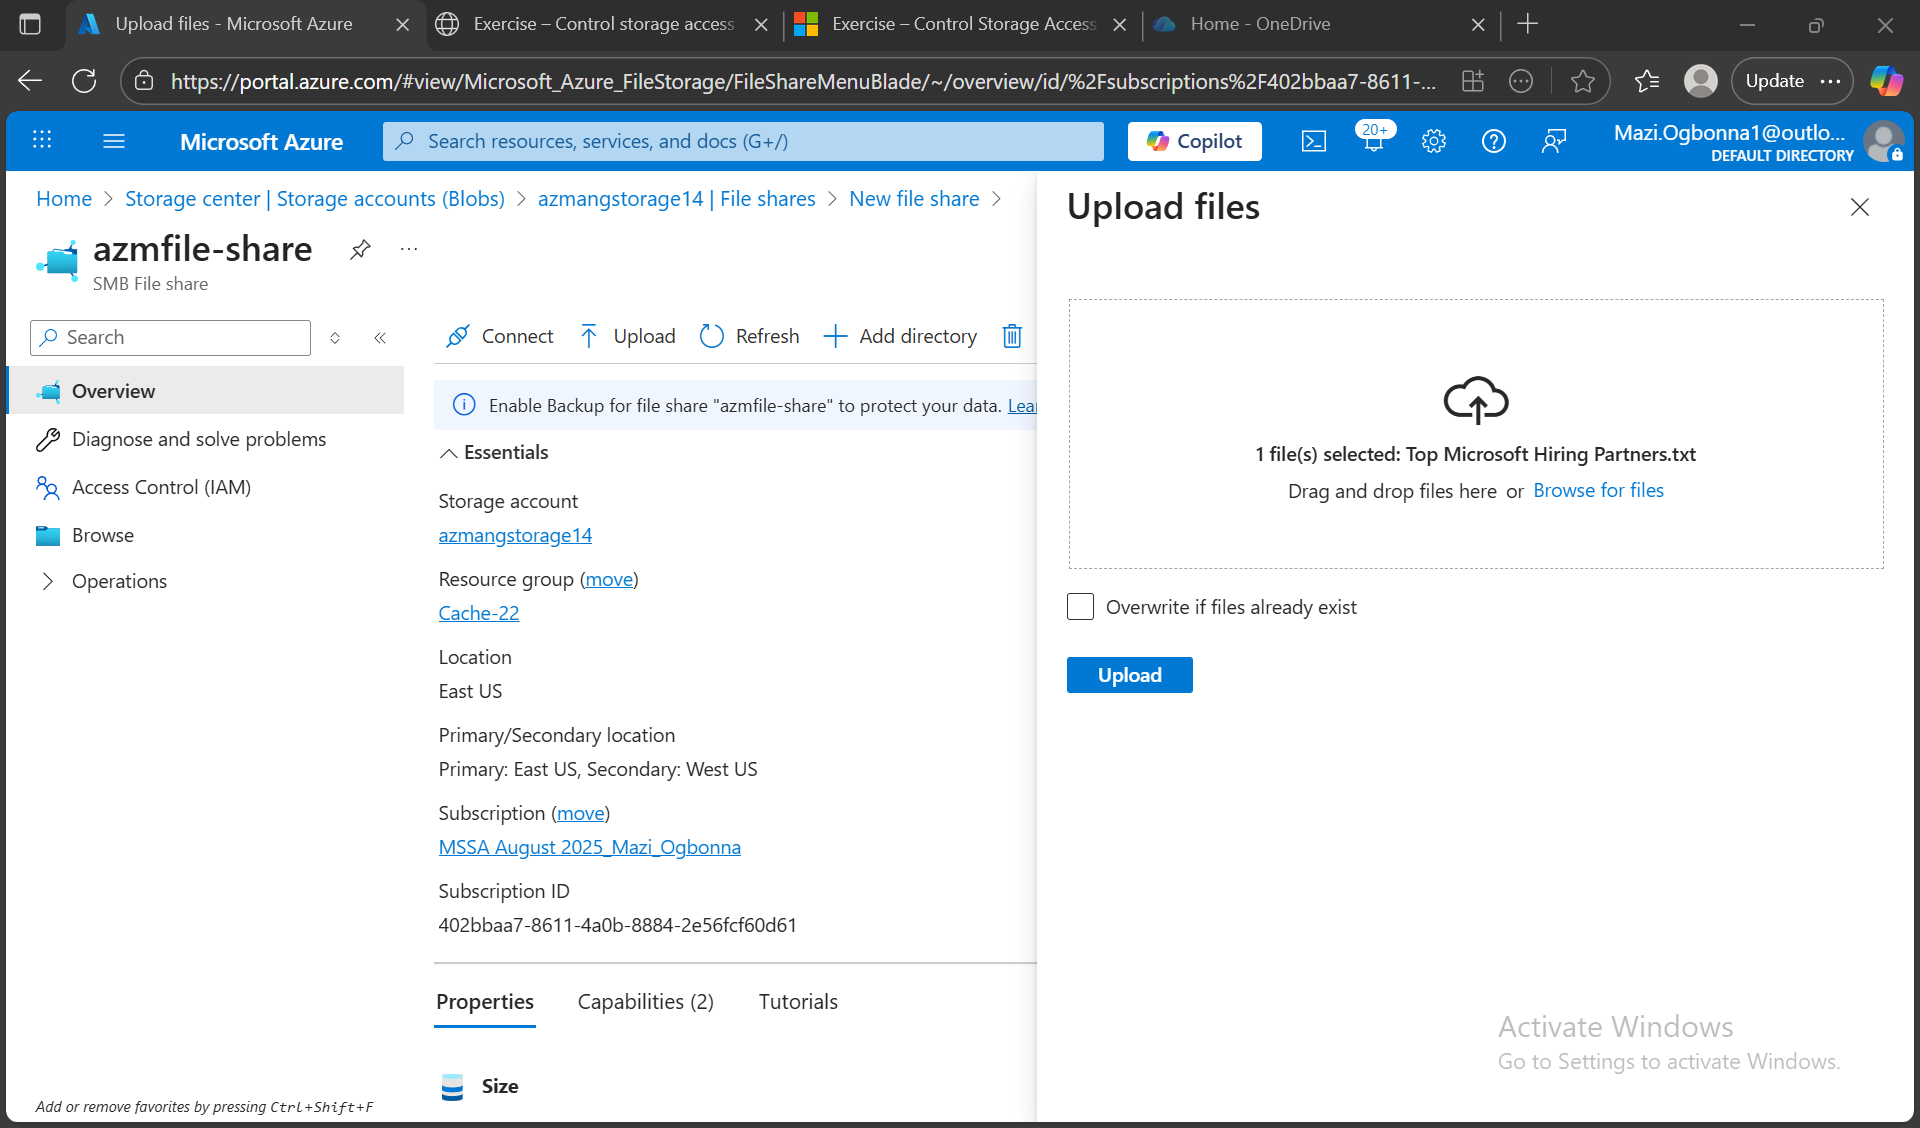 Upload files - Microsoft Azure
Exercise – Control storage access
Exercise – Control Storage Access
Home - OneDrive
https://portal.azure.com/#view/Microsoft_Azure_FileStorage/FileShareMenuBlade/~/overview/id/%2Fsubscriptions%2F402bbaa7-8611-...
Update
Microsoft Azure
Search resources, services, and docs (G+/)
Copilot
20+
Mazi.Ogbonna1@outlo...
DEFAULT DIRECTORY
Home > Storage center | Storage accounts (Blobs) > azmangstorage14 | File shares > New file share >
azmfile-share
SMB File share
Search
Overview
Diagnose and solve problems
Access Control (IAM)
Browse
Operations
Add or remove favorites by pressing Ctrl+Shift+F
Connect
Upload
Refresh
Add directory
Enable Backup for file share "azmfile-share" to protect your data. Lear
Essentials
Storage account
azmangstorage14
Resource group (move)
Cache-22
Location
East US
Primary/Secondary location
Primary: East US, Secondary: West US
Subscription (move)
MSSA August 2025_Mazi_Ogbonna
Subscription ID
402bbaa7-8611-4a0b-8884-2e56fcf60d61
Properties
Capabilities (2)
Tutorials
Size
Upload files
1 file(s) selected: Top Microsoft Hiring Partners.txt
Drag and drop files here or Browse for files
Overwrite if files already exist
Upload
Activate Windows
Go to Settings to activate Windows.